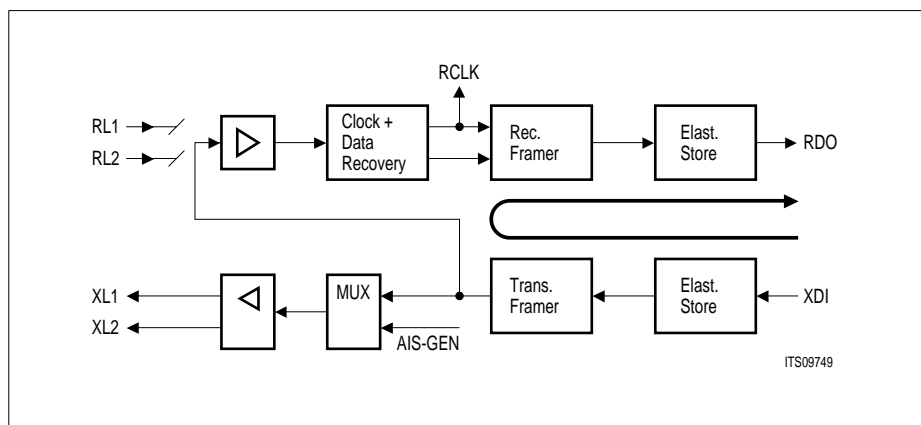 RCLK
RL1
RL2
Clock +
Data
Recovery
Rec.
Framer
Elast.
Store
RDO
XL1
XL2
MUX
AIS-GEN
Trans.
Framer
Elast.
Store
XDI
ITS09749